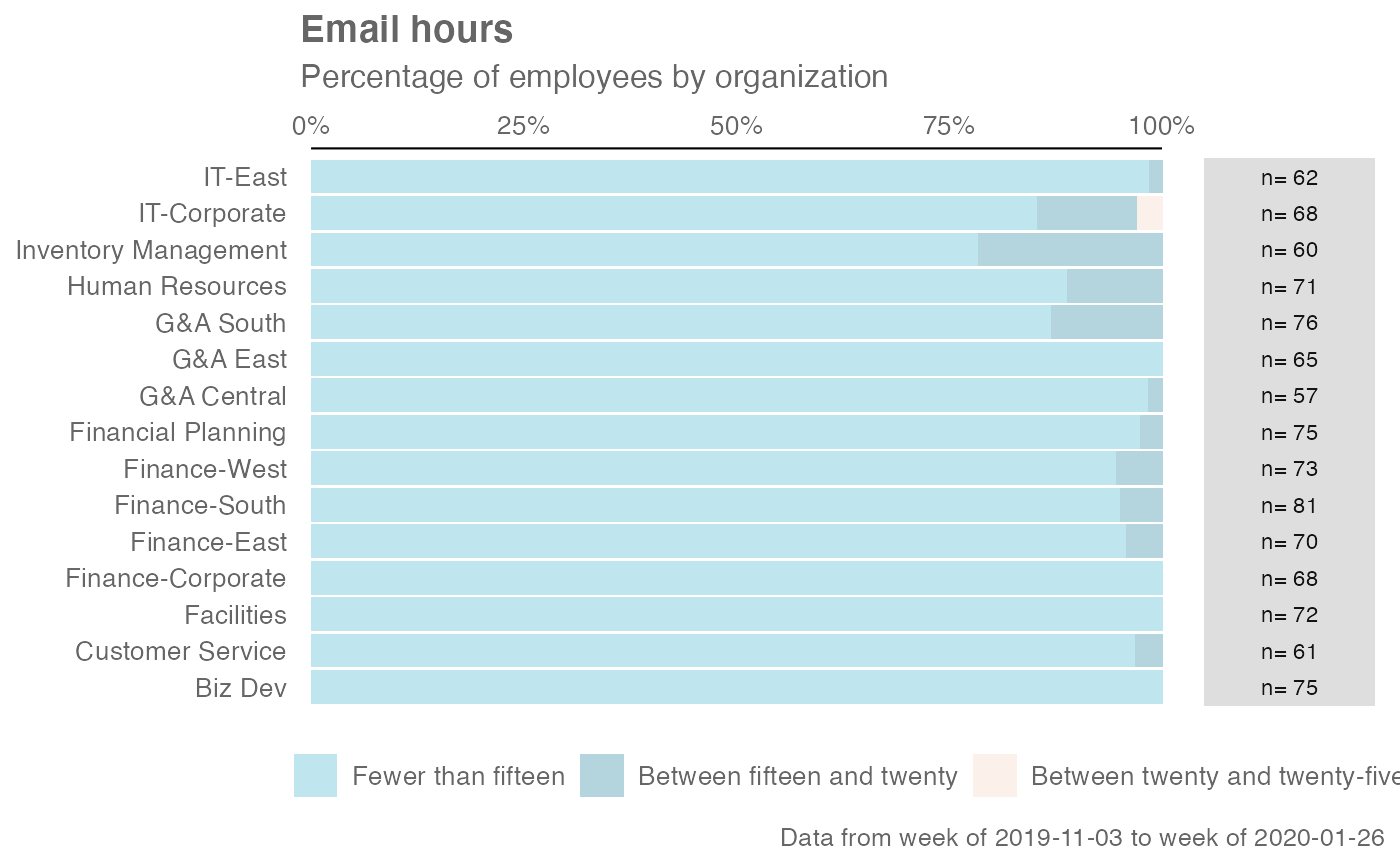 Email hours
Percentage of employees by organization
0% 25% 50% 75% 100%
IT-East n= 62
IT-Corporate n= 68
Inventory Management n= 60
Human Resources n= 71
G&A South n= 76
G&A East n= 65
G&A Central n= 57
Financial Planning n= 75
Finance-West n= 73
Finance-South n= 81
Finance-East n= 70
Finance-Corporate n= 68
Facilities n= 72
Customer Service n= 61
Biz Dev n= 75
Fewer than fifteen Between fifteen and twenty Between twenty and twenty-five
Data from week of 2019-11-03 to week of 2020-01-26